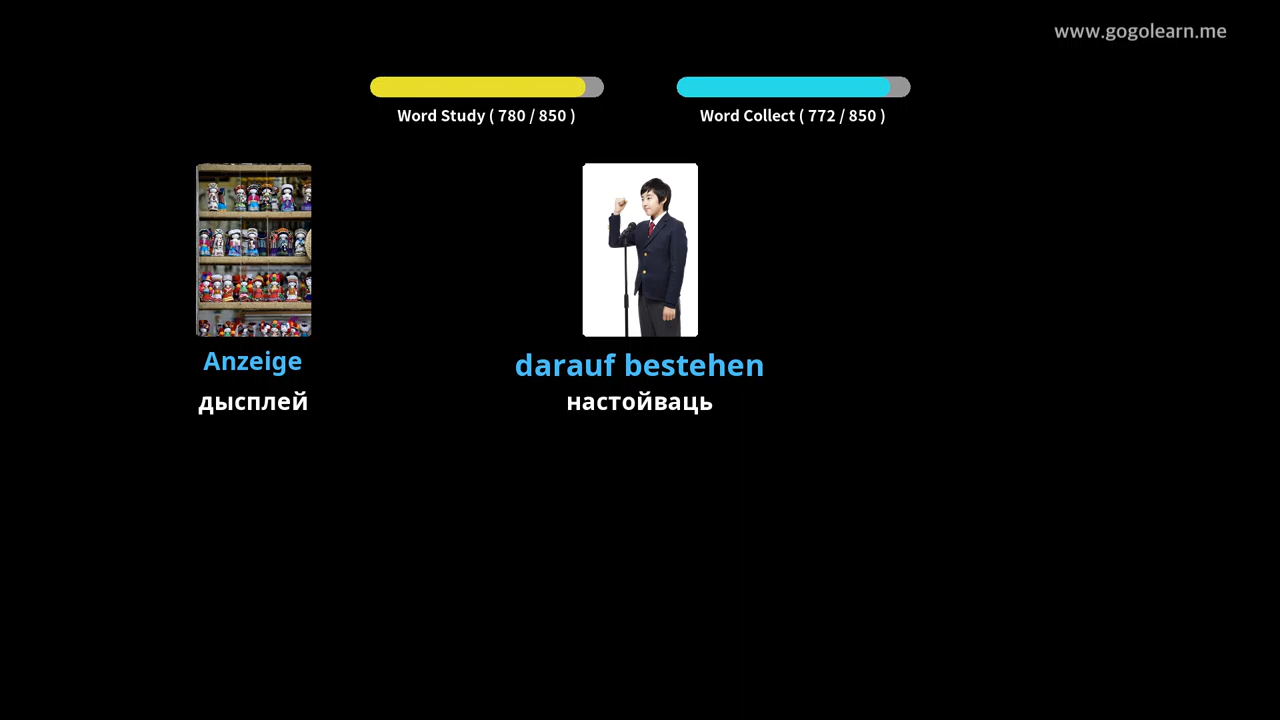 www.gogolearn.me
Word Study ( 780 / 850 )
Word Collect ( 772 / 850 )
Anzeige
дысплей
darauf bestehen
настойваць